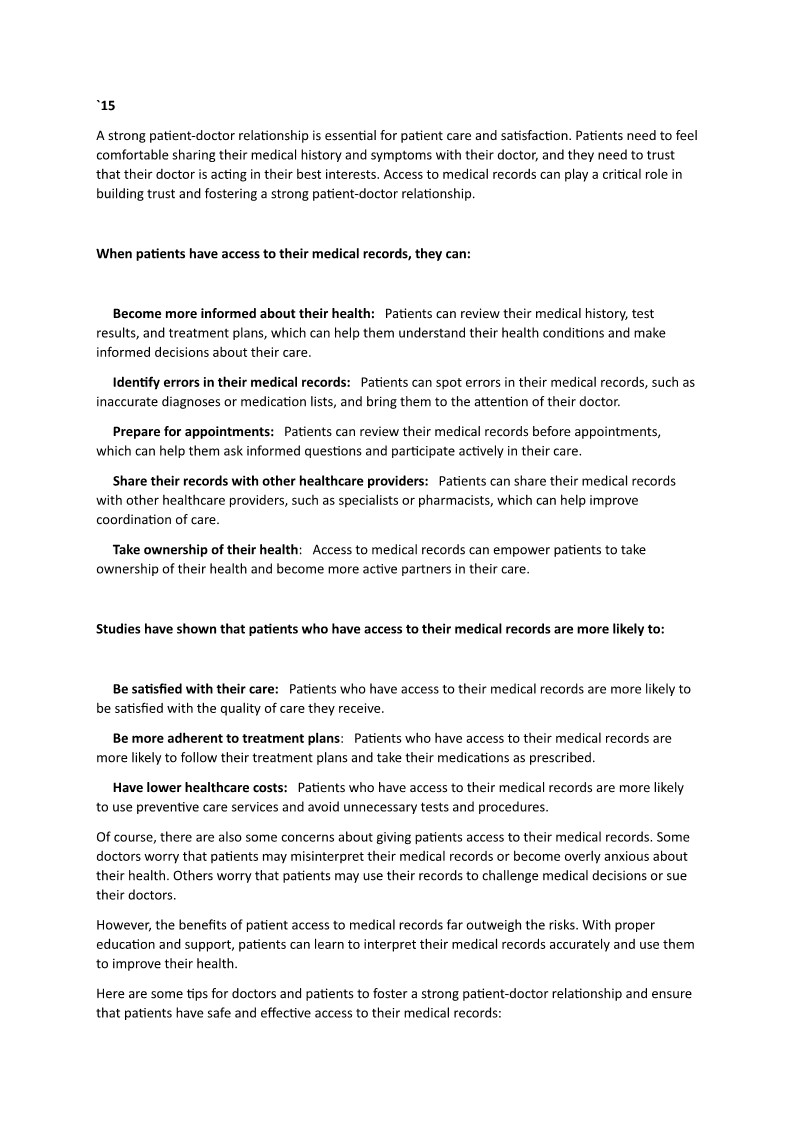 `15
A strong patient-doctor relationship is essential for patient care and satisfaction. Patients need to feel
comfortable sharing their medical history and symptoms with their doctor, and they need to trust
that their doctor is acting in their best interests. Access to medical records can play a critical role in
building trust and fostering a strong patient-doctor relationship.
When patients have access to their medical records, they can:
Become more informed about their health:   Patients can review their medical history, test
results, and treatment plans, which can help them understand their health conditions and make
informed decisions about their care.
Identify errors in their medical records:   Patients can spot errors in their medical records, such as
inaccurate diagnoses or medication lists, and bring them to the attention of their doctor.
Prepare for appointments:   Patients can review their medical records before appointments,
which can help them ask informed questions and participate actively in their care.
Share their records with other healthcare providers:   Patients can share their medical records
with other healthcare providers, such as specialists or pharmacists, which can help improve
coordination of care.
Take ownership of their health:   Access to medical records can empower patients to take
ownership of their health and become more active partners in their care.
Studies have shown that patients who have access to their medical records are more likely to:
Be satisfied with their care:   Patients who have access to their medical records are more likely to
be satisfied with the quality of care they receive.
Be more adherent to treatment plans:   Patients who have access to their medical records are
more likely to follow their treatment plans and take their medications as prescribed.
Have lower healthcare costs:   Patients who have access to their medical records are more likely
to use preventive care services and avoid unnecessary tests and procedures.
Of course, there are also some concerns about giving patients access to their medical records. Some
doctors worry that patients may misinterpret their medical records or become overly anxious about
their health. Others worry that patients may use their records to challenge medical decisions or sue
their doctors.
However, the benefits of patient access to medical records far outweigh the risks. With proper
education and support, patients can learn to interpret their medical records accurately and use them
to improve their health.
Here are some tips for doctors and patients to foster a strong patient-doctor relationship and ensure
that patients have safe and effective access to their medical records: